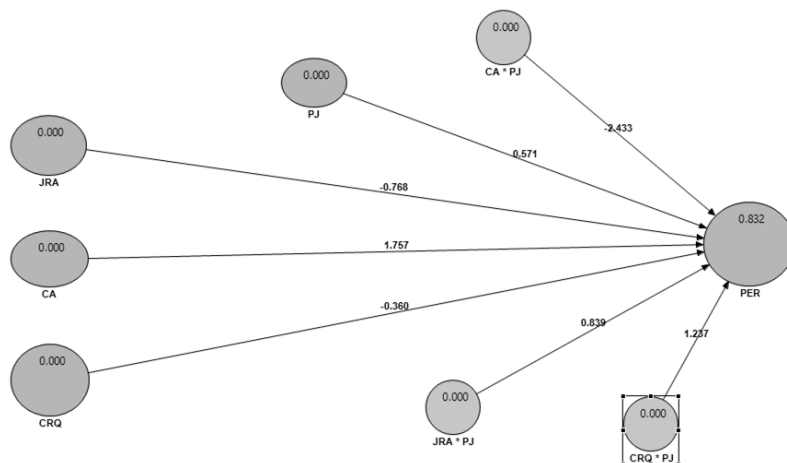 0.000
CA * PJ
0.000
PJ
-2.433
0.000
JRA
0.571
-0.768
0.832
PER
0.000
CA
1.757
-0.360
0.839
1.237
0.000
CRQ
0.000
JRA * PJ
0.000
CRQ * PJ